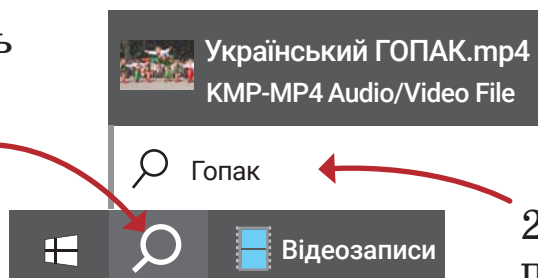 ь
Український ГОПАК.mp4
KMP-MP4 Audio/Video File
Гопак
2
Відеозаписи